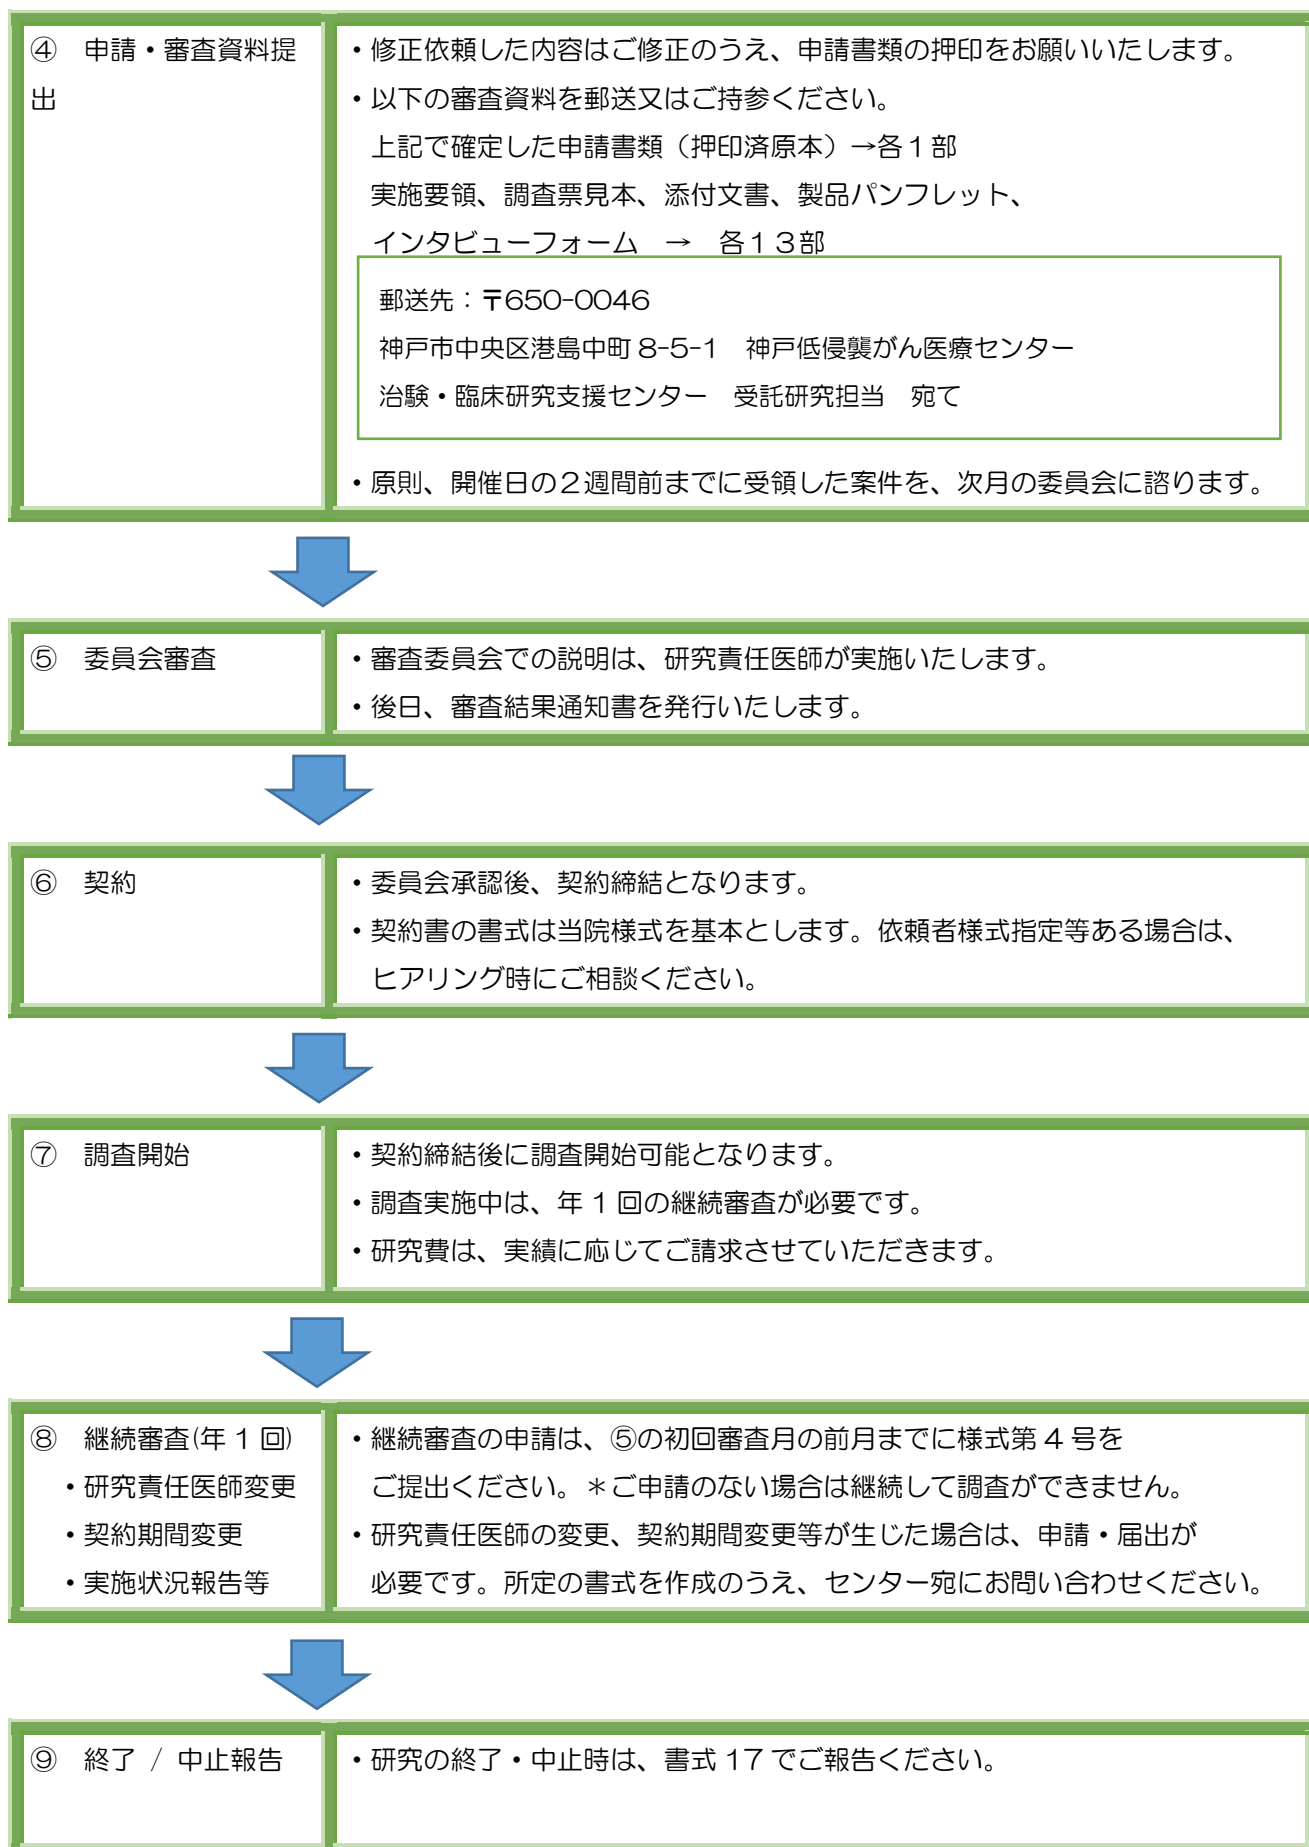 ④　申請・審査資料提
出
・修正依頼した内容はご修正のうえ、申請書類の押印をお願いいたします。
・以下の審査資料を郵送又はご持参ください。
上記で確定した申請書類（押印済原本）→各１部
実施要領、調査票見本、添付文書、製品パンフレット、
インタビューフォーム　→　各１３部
郵送先：〒650-0046
神戸市中央区港島中町 8-5-1　神戸低侵襲がん医療センター
治験・臨床研究支援センター　受託研究担当　宛て
・原則、開催日の２週間前までに受領した案件を、次月の委員会に諮ります。
⑤　委員会審査
・審査委員会での説明は、研究責任医師が実施いたします。
・後日、審査結果通知書を発行いたします。
⑥　契約
・委員会承認後、契約締結となります。
・契約書の書式は当院様式を基本とします。依頼者様式指定等ある場合は、
ヒアリング時にご相談ください。
⑦　調査開始
・契約締結後に調査開始可能となります。
・調査実施中は、年 1 回の継続審査が必要です。
・研究費は、実績に応じてご請求させていただきます。
⑧　継続審査(年 1 回)
・研究責任医師変更
・契約期間変更
・実施状況報告等
・継続審査の申請は、⑤の初回審査月の前月までに様式第 4 号を
ご提出ください。＊ご申請のない場合は継続して調査ができません。
・研究責任医師の変更、契約期間変更等が生じた場合は、申請・届出が
必要です。所定の書式を作成のうえ、センター宛にお問い合わせください。
⑨　終了 / 中止報告
・研究の終了・中止時は、書式 17 でご報告ください。